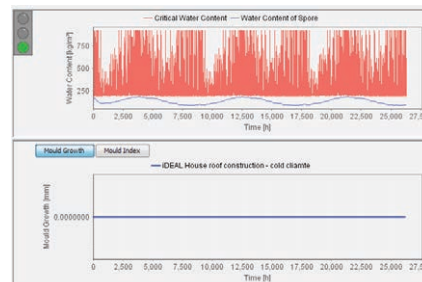 Critical Water Content Water Content of Spore
Water Content [kg/m³]
750
500
250
0 2,500 5,000 7,500 10,000 12,500 15,000 17,500 20,000 22,500 25,000 27,5
Time [h]
Mould Growth Mould Index
iDEAL House roof construction - cold cliamte
Mould Growth [mm]
0.0000000
0 2,500 5,000 7,500 10,000 12,500 15,000 17,500 20,000 22,500 25,000 27,500
Time [h]